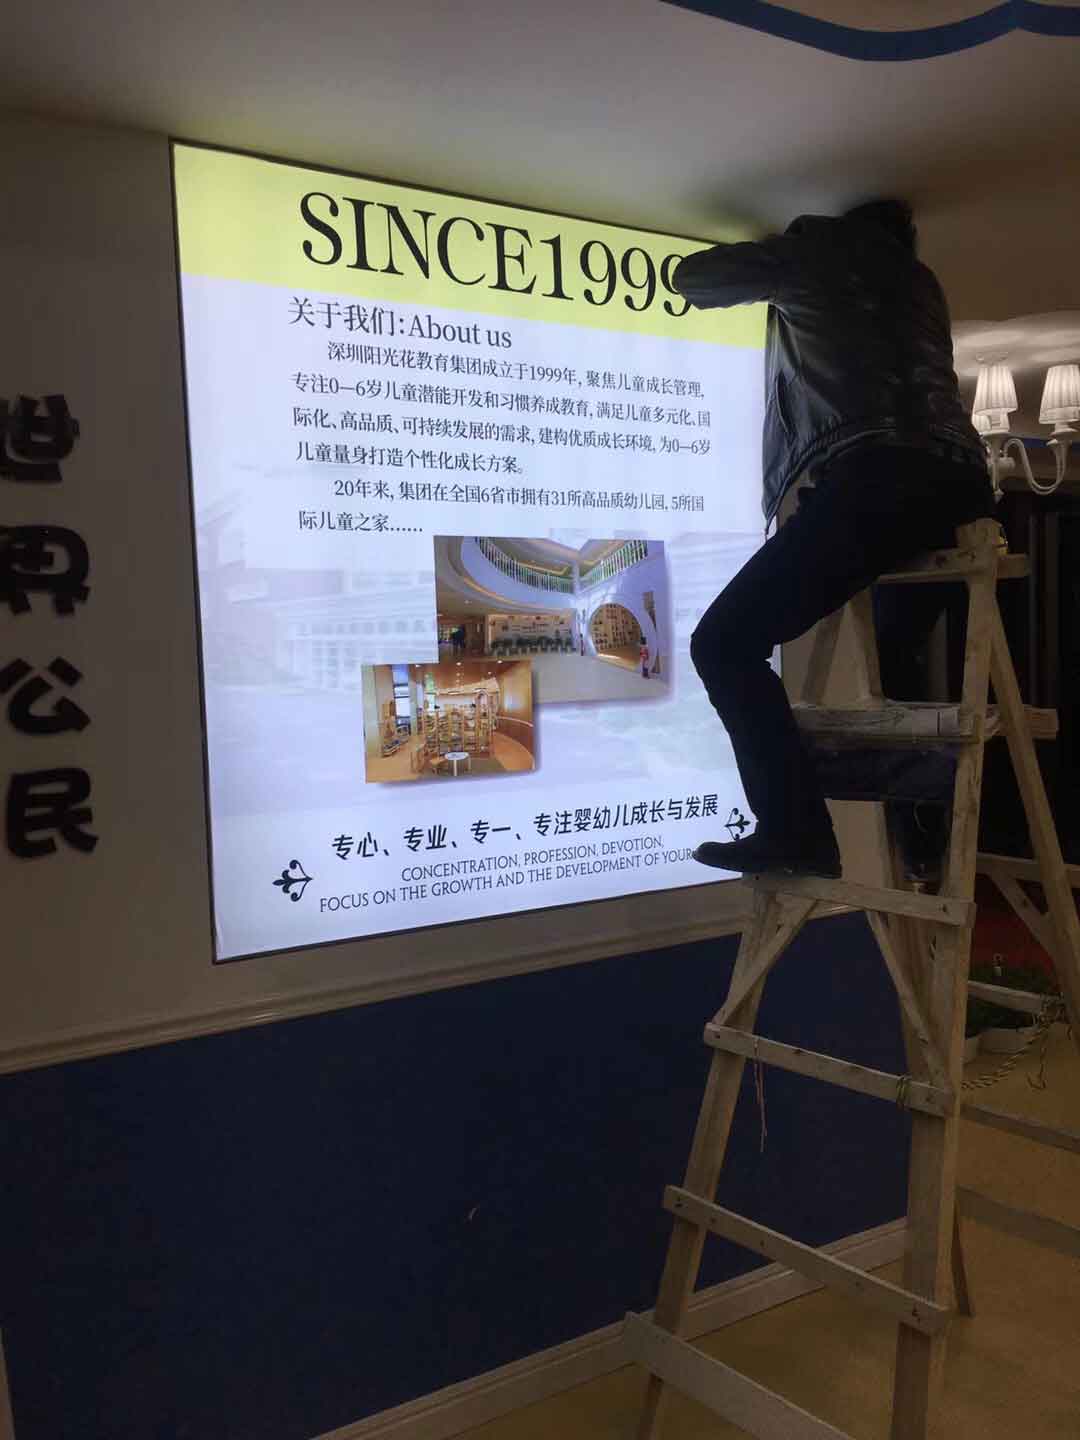 世界公民
SINCE1999
关于我们:About us
深圳阳光花教育集团成立于1999年,聚焦儿童成长管理,
专注0—6岁儿童潜能开发和习惯养成教育,满足儿童多元化、国
际化、高品质、可持续发展的需求,建构优质成长环境,为0—6岁
儿童量身打造个性化成长方案。
20年来,集团在全国6省市拥有31所高品质幼儿园,5所国
际儿童之家……
专心、专业、专一、专注婴幼儿成长与发展
CONCENTRATION, PROFESSION, DEVOTION,
FOCUS ON THE GROWTH AND THE DEVELOPMENT OF YOUR